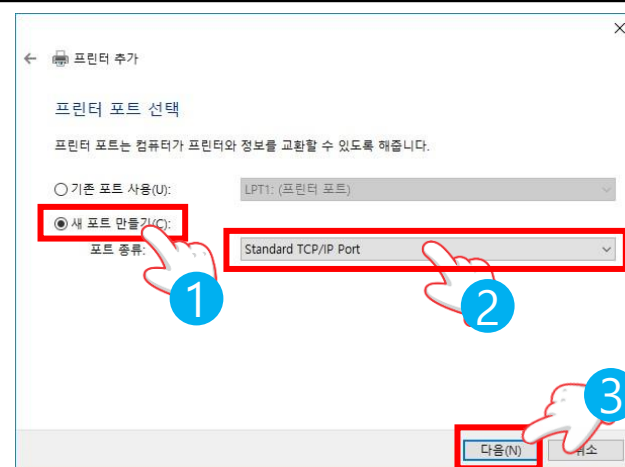 프린터 추가
프린터 포트 선택
프린터 포트는 컴퓨터가 프린터와 정보를 교환할 수 있도록 해줍니다.
기존 포트 사용(U): LPT1: (프린터 포트)
새 포트 만들기(C):
포트 종류: Standard TCP/IP Port
1
2
3
다음(N)